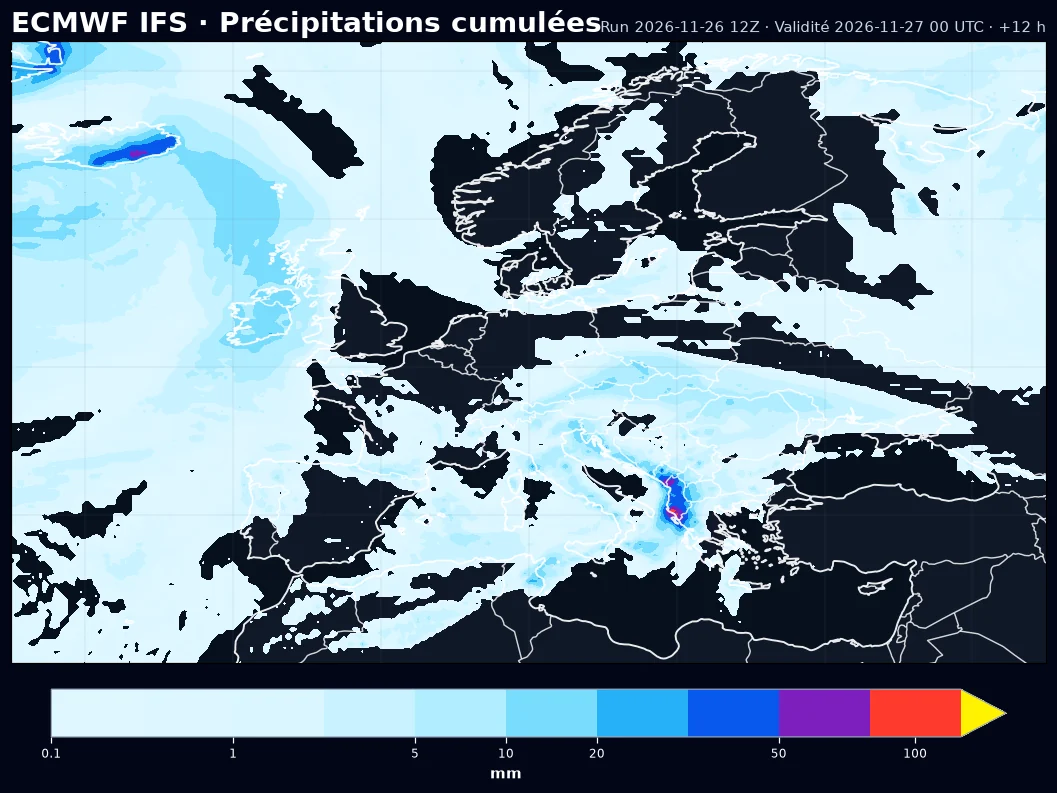 ECMWF IFS · Précipitations cumulées
Run 2026-11-26 12Z · Validité 2026-11-27 00 UTC · +12 h
0.1 1 5 10 20 50 100
mm